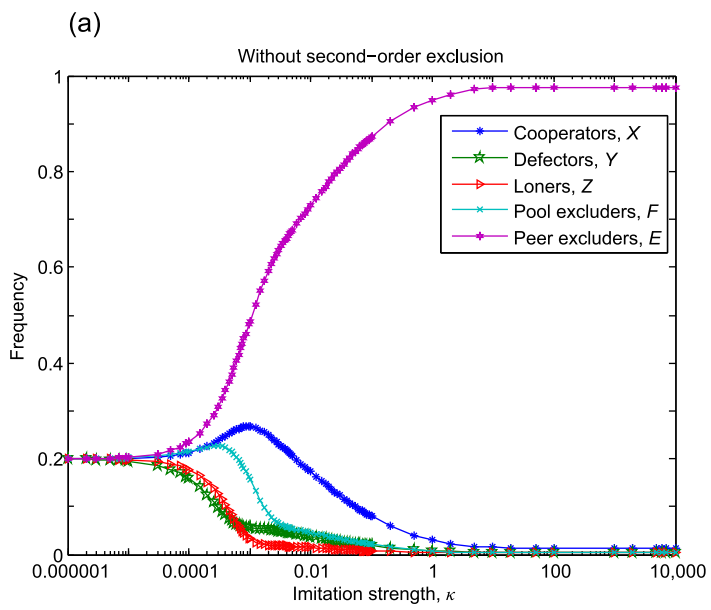 (a)
Without second−order exclusion
1
0.8
0.6
0.4
0.2
0
Frequency
Cooperators, X
Defectors, Y
Loners, Z
Pool excluders, F
Peer excluders, E
0.000001 0.0001 0.01 1 100 10,000
Imitation strength, κ